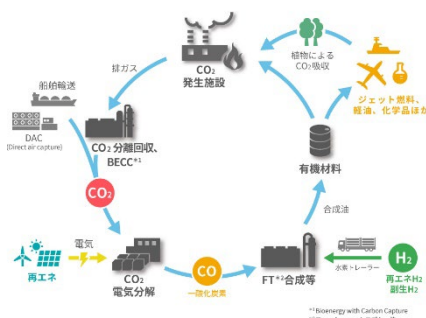 CO₂
発生施設
植物による
CO₂吸収
ジェット燃料、
軽油、化学品ほか
排ガス
船舶輸送
DAC
(Direct air capture)
CO₂分離回収、
BECC*¹
有機材料
CO₂
合成油
電気
再エネ
CO₂
電気分解
CO
一酸化炭素
FT*²合成等
水素トレーラー
H₂
再エネH₂
副生H₂
*¹ Bioenergy with Carbon Capture